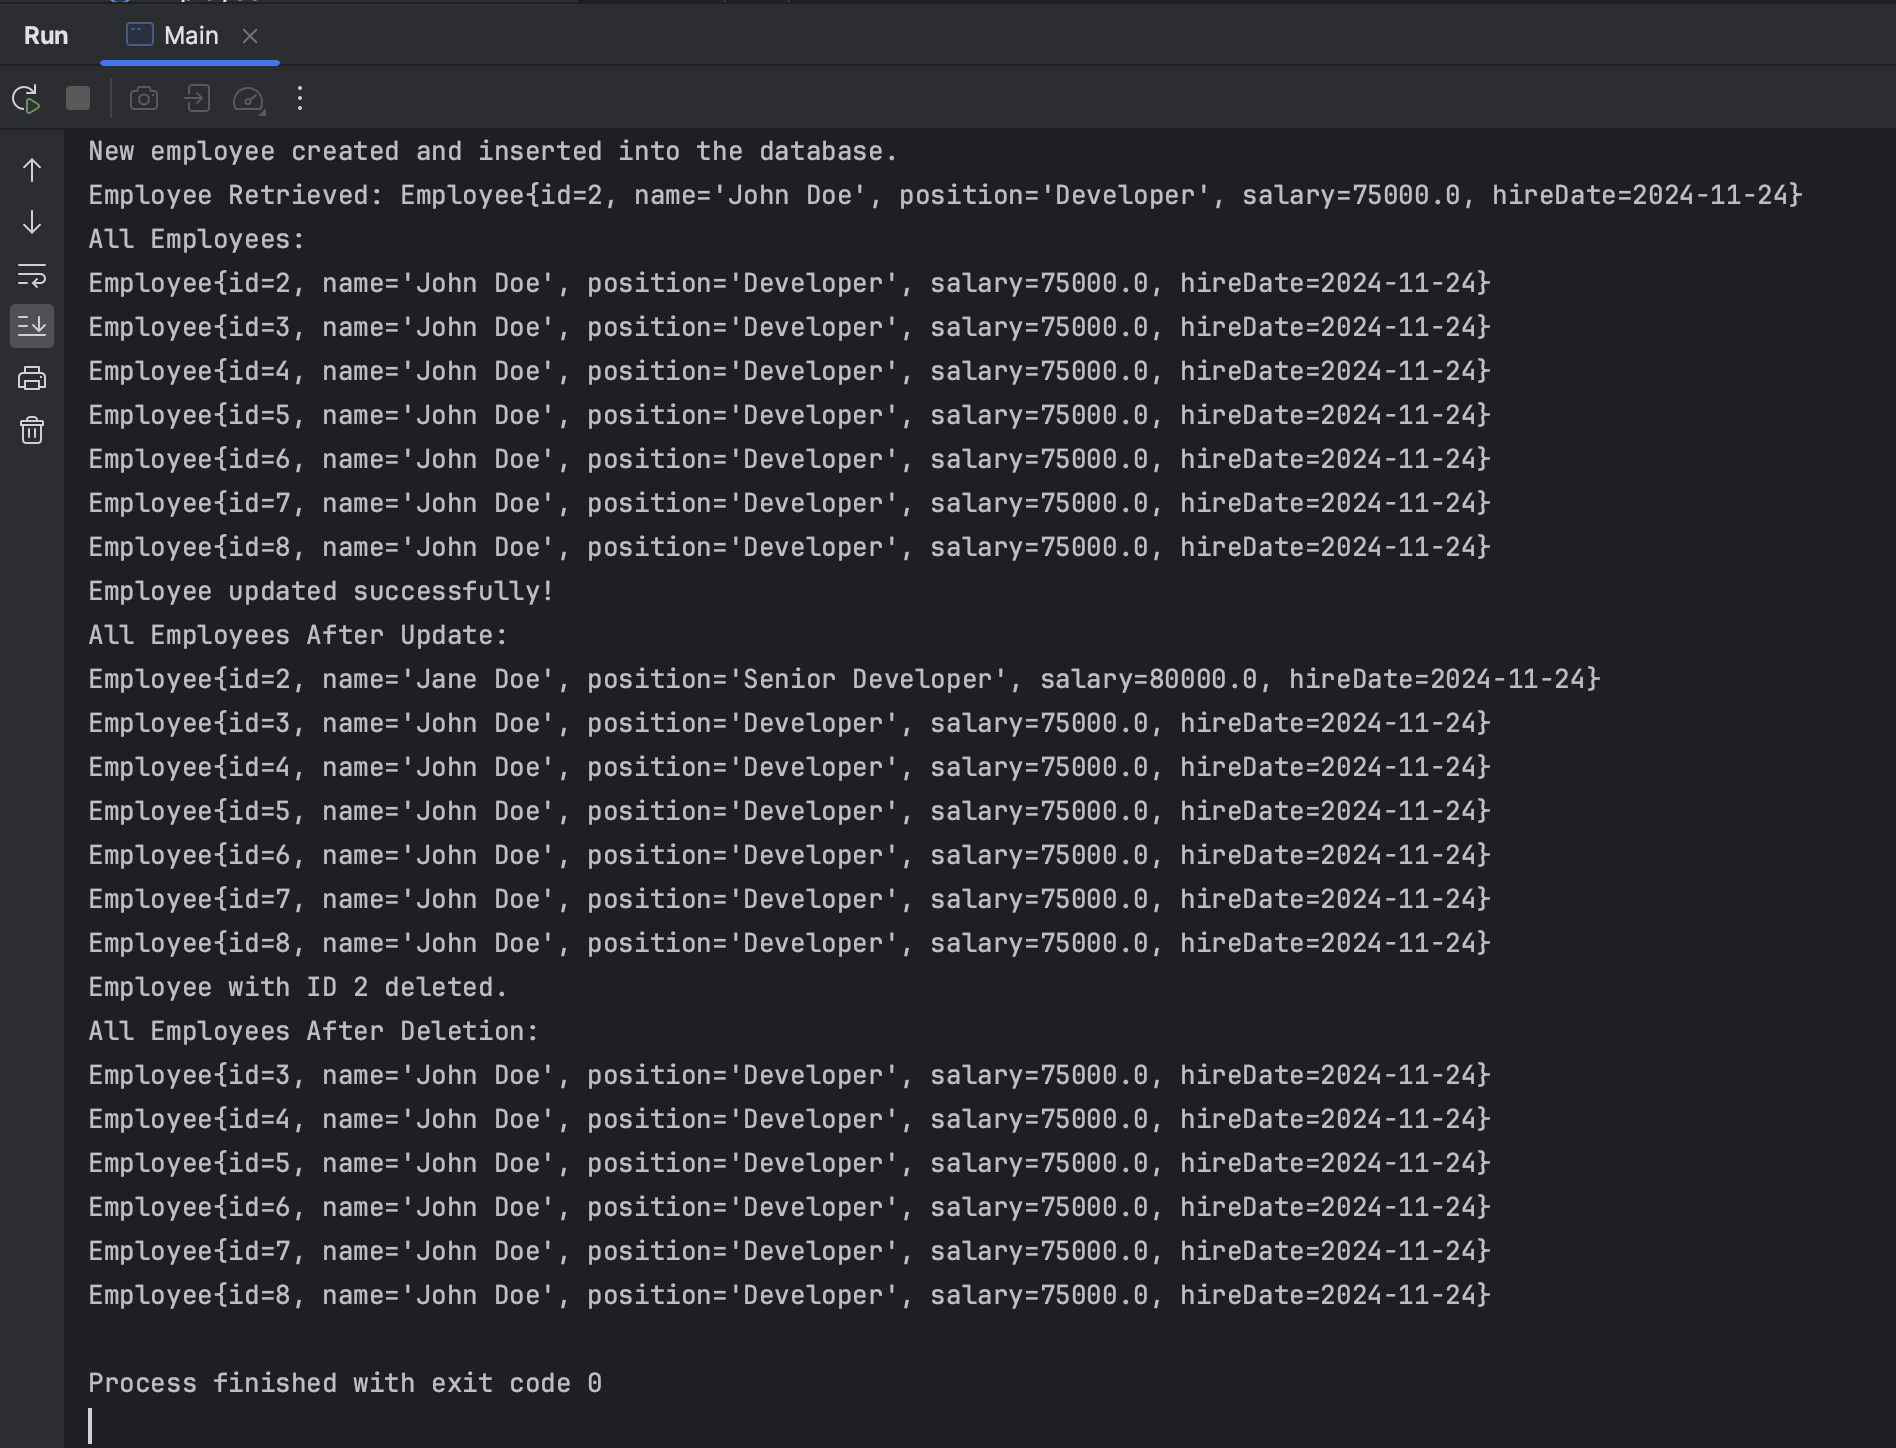 Run
Main
New employee created and inserted into the database.
Employee Retrieved: Employee{id=2, name='John Doe', position='Developer', salary=75000.0, hireDate=2024-11-24}
All Employees:
Employee{id=2, name='John Doe', position='Developer', salary=75000.0, hireDate=2024-11-24}
Employee{id=3, name='John Doe', position='Developer', salary=75000.0, hireDate=2024-11-24}
Employee{id=4, name='John Doe', position='Developer', salary=75000.0, hireDate=2024-11-24}
Employee{id=5, name='John Doe', position='Developer', salary=75000.0, hireDate=2024-11-24}
Employee{id=6, name='John Doe', position='Developer', salary=75000.0, hireDate=2024-11-24}
Employee{id=7, name='John Doe', position='Developer', salary=75000.0, hireDate=2024-11-24}
Employee{id=8, name='John Doe', position='Developer', salary=75000.0, hireDate=2024-11-24}
Employee updated successfully!
All Employees After Update:
Employee{id=2, name='Jane Doe', position='Senior Developer', salary=80000.0, hireDate=2024-11-24}
Employee{id=3, name='John Doe', position='Developer', salary=75000.0, hireDate=2024-11-24}
Employee{id=4, name='John Doe', position='Developer', salary=75000.0, hireDate=2024-11-24}
Employee{id=5, name='John Doe', position='Developer', salary=75000.0, hireDate=2024-11-24}
Employee{id=6, name='John Doe', position='Developer', salary=75000.0, hireDate=2024-11-24}
Employee{id=7, name='John Doe', position='Developer', salary=75000.0, hireDate=2024-11-24}
Employee{id=8, name='John Doe', position='Developer', salary=75000.0, hireDate=2024-11-24}
Employee with ID 2 deleted.
All Employees After Deletion:
Employee{id=3, name='John Doe', position='Developer', salary=75000.0, hireDate=2024-11-24}
Employee{id=4, name='John Doe', position='Developer', salary=75000.0, hireDate=2024-11-24}
Employee{id=5, name='John Doe', position='Developer', salary=75000.0, hireDate=2024-11-24}
Employee{id=6, name='John Doe', position='Developer', salary=75000.0, hireDate=2024-11-24}
Employee{id=7, name='John Doe', position='Developer', salary=75000.0, hireDate=2024-11-24}
Employee{id=8, name='John Doe', position='Developer', salary=75000.0, hireDate=2024-11-24}
Process finished with exit code 0